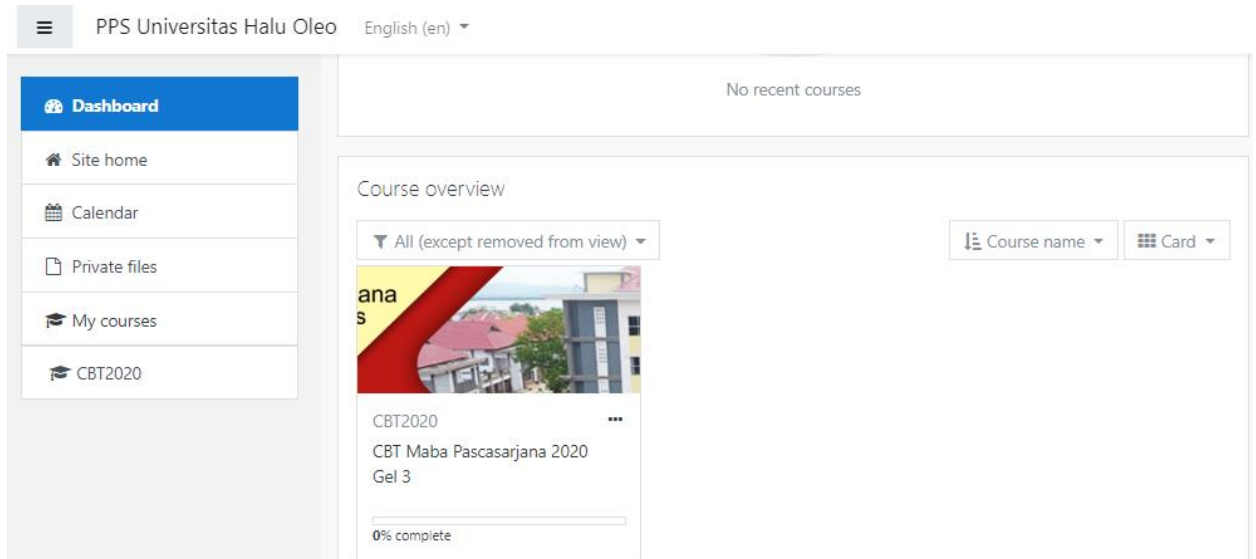 PPS Universitas Halu Oleo
English (en)
Dashboard
Site home
Calendar
Private files
My courses
CBT2020
No recent courses
Course overview
All (except removed from view)
Course name
Card
ana
s
CBT2020
CBT Maba Pascasarjana 2020
Gel 3
0% complete